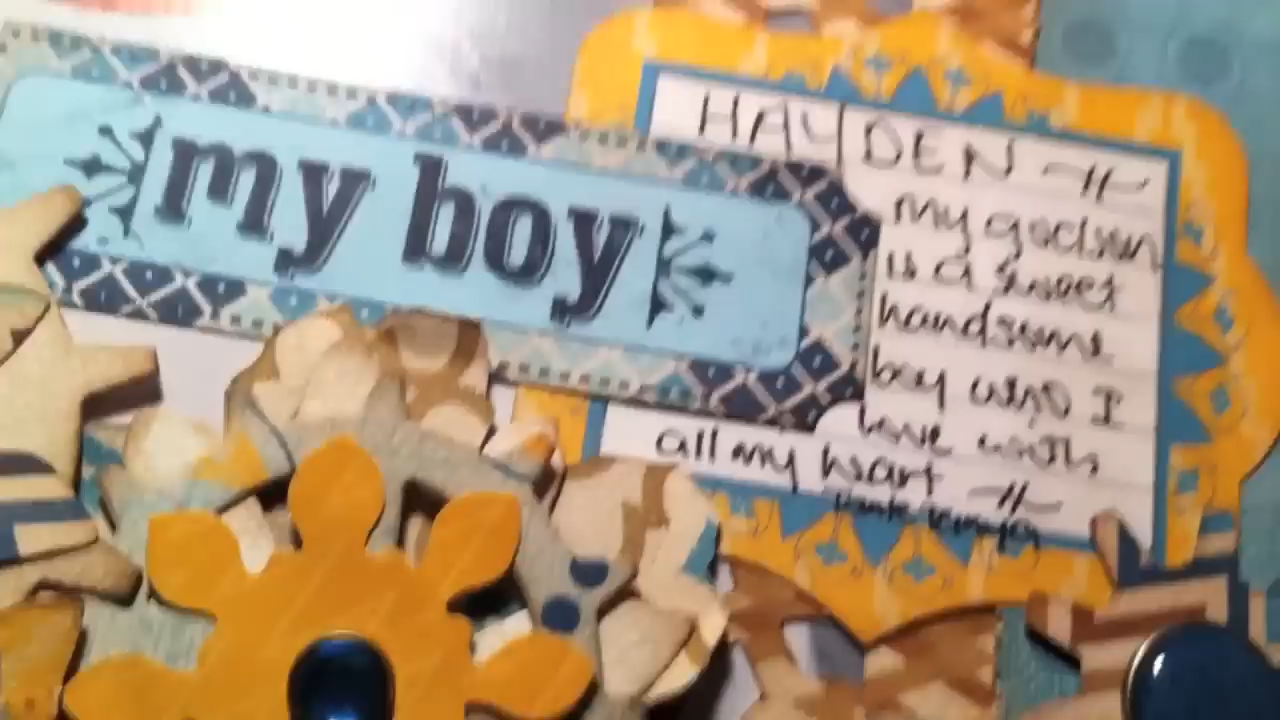 my boy
HAYDEN
my godson
is a sweet
handsome
boy who I
love with
all my heart